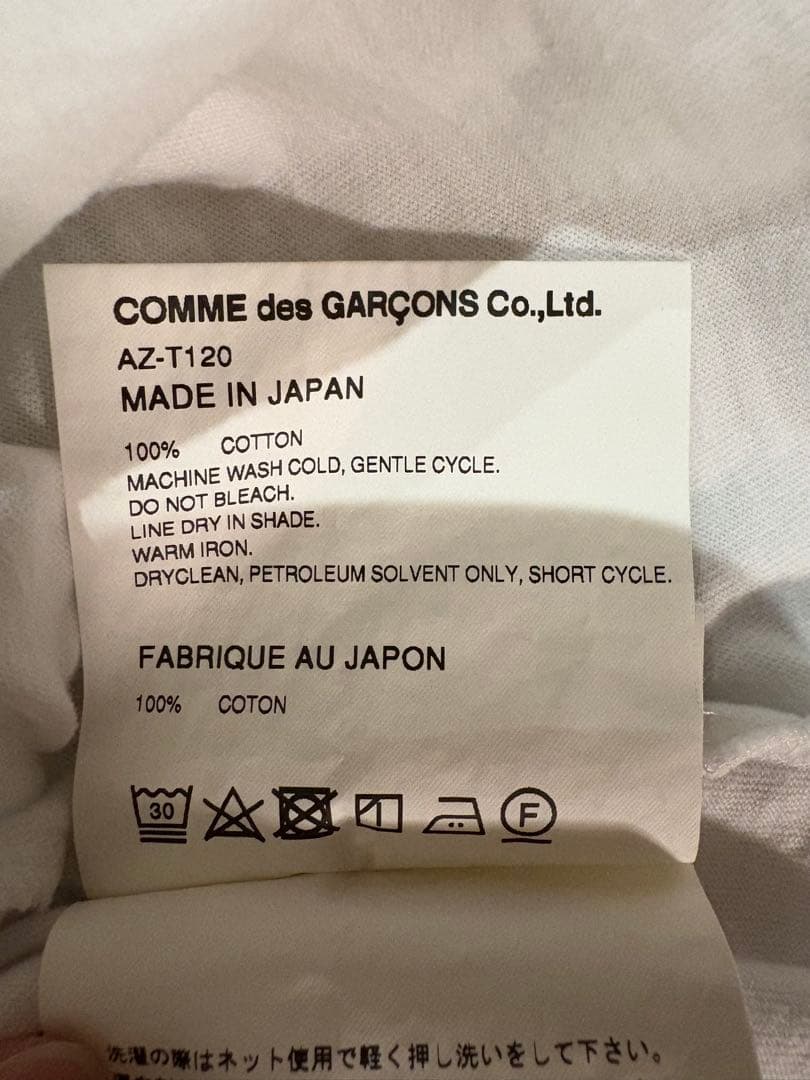 COMME des GARÇONS Co.,Ltd.
AZ-T120
MADE IN JAPAN
100% COTTON
MACHINE WASH COLD, GENTLE CYCLE.
DO NOT BLEACH.
LINE DRY IN SHADE.
WARM IRON.
DRYCLEAN, PETROLEUM SOLVENT ONLY, SHORT CYCLE.
FABRIQUE AU JAPON
100% COTON
30 F
洗濯の際はネット使用で軽く押し洗いをして下さい。